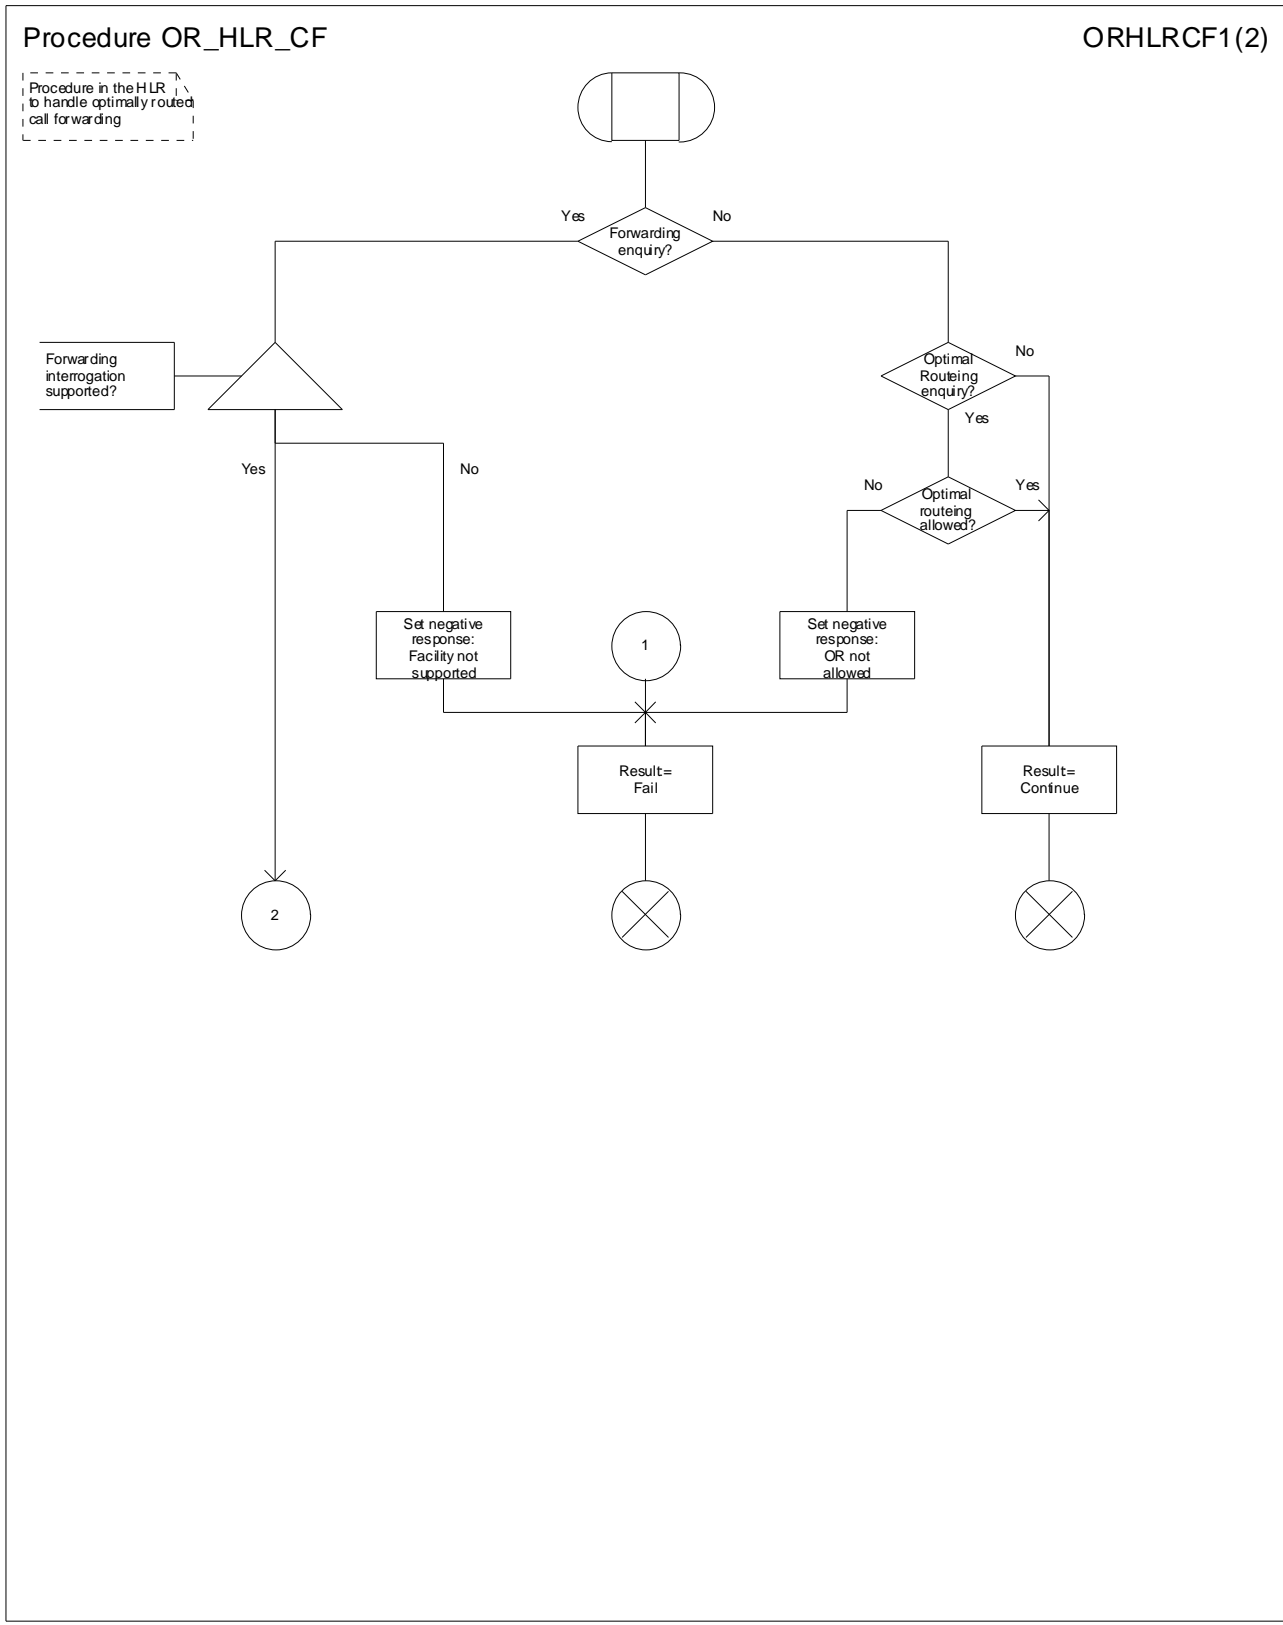 Procedure OR_HLR_CF
ORHLRCF1(2)
Procedure in the HLR
to handle optimally routed
call forwarding
Yes
No
Forwarding
enquiry?
Forwarding
interrogation
supported?
No
Optimal
Routeing
enquiry?
Yes
Yes
No
No
Yes
Optimal
routeing
allowed?
Set negative
response:
Facility not
supported
1
Set negative
response:
OR not
allowed
Result=
Fail
Result=
Continue
2